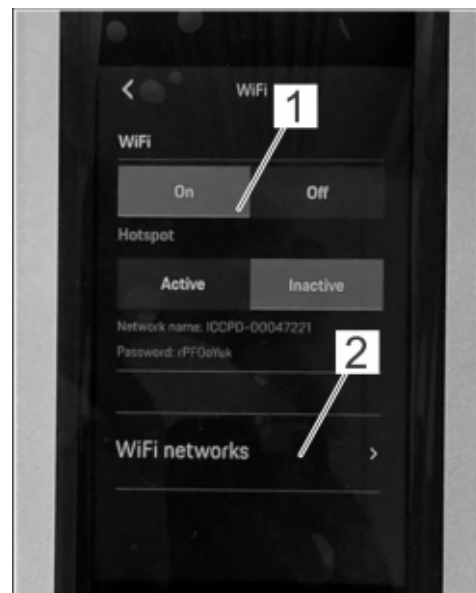 WiFi
1
WiFi
On Off
Hotspot
Active Inactive
Network name: ICCPD-00047221
Password: rPFOoYuk
2
WiFi networks